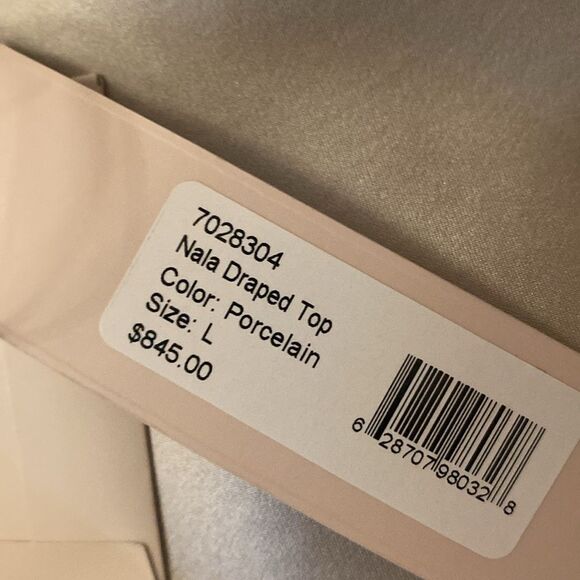 7028304
Nala Draped Top
Color: Porcelain
Size: L
$845.00
6 28707 98032 8